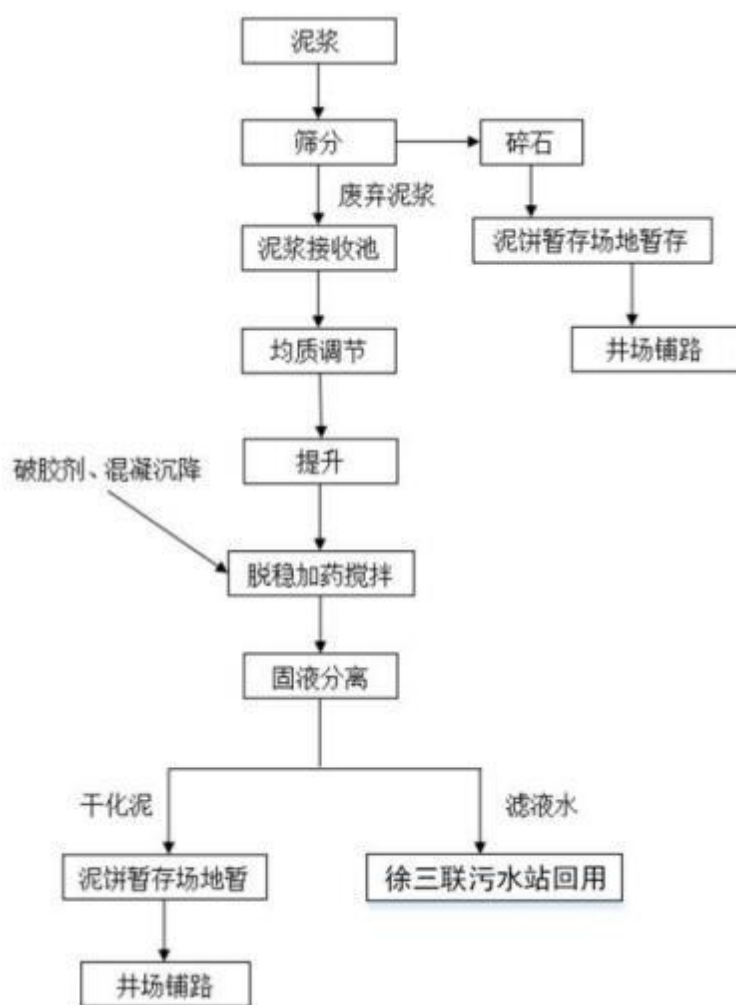 泥浆
筛分
碎石
废弃泥浆
泥浆接收池
泥饼暂存场地暂存
均质调节
井场铺路
提升
破胶剂、混凝沉降
脱稳加药搅拌
固液分离
干化泥
滤液水
泥饼暂存场地暂
徐三联污水站回用
井场铺路